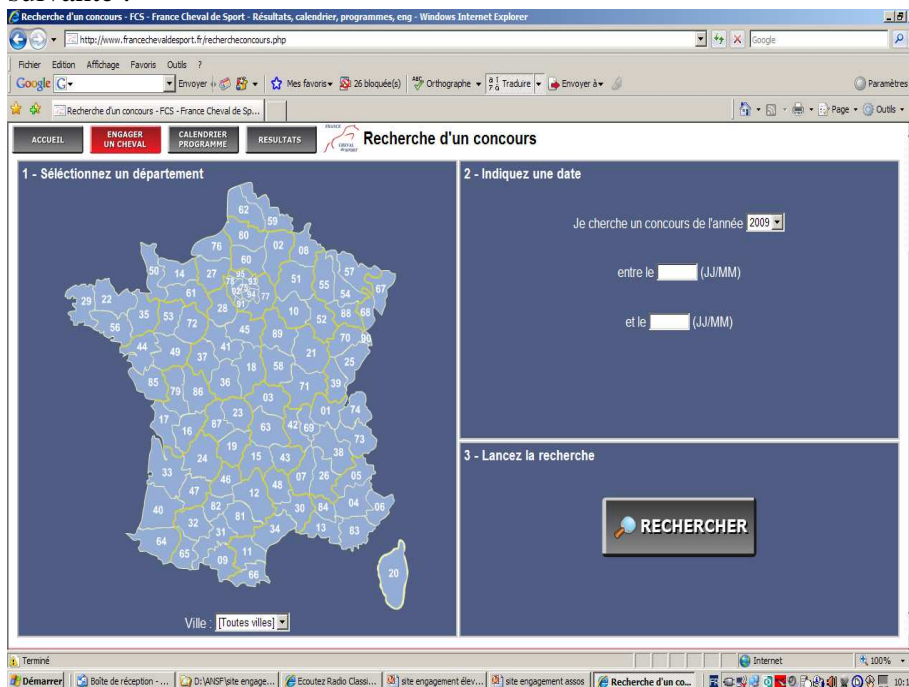 Recherche d'un concours - FCS - France Cheval de Sport - Résultats, calendrier, programmes, eng - Windows Internet Explorer
http://www.francechevaldesport.fr/rechercheconcours.php
Google
Fichier Edition Affichage Favoris Outils ?
Google G Envoyer Mes favoris 26 bloquée(s) Orthographe Traduire Envoyer à Paramètres
Recherche d'un concours - FCS - France Cheval de Sp... Page Outils
ACCUEIL
ENGAGER
UN CHEVAL
CALENDRIER
PROGRAMME
RESULTATS
FRANCE
CHEVAL
Recherche d'un concours
1 - Séléctionnez un département
62
59
80
76 02 08
60
50 14 27 95 57
78 93 51 55 54 67
92 75 94 77
61 91
29 22 28 10 88 68
35 53 72 52
56 45 89 70 90
44 49 37 41 21 25
18 58
85 79 86 36 71 39
03
17 16 23 01 74
87 63 42 69
19 73
24 15 43 38
33 46 07 26 05
47 12 48
40 82 30 84 04 06
32 81 34 13 83
64 31
65 09 11
66 20
Ville : [Toutes villes]
2 - Indiquez une date
Je cherche un concours de l'année 2009
entre le (JJ/MM)
et le (JJ/MM)
3 - Lancez la recherche
RECHERCHER
Terminé Internet 100%
Démarrer Boîte de réception - ... D:\ANSF\site engage... Ecoutez Radio Classi... site engagement élev... site engagement assos Recherche d'un co... 10:1